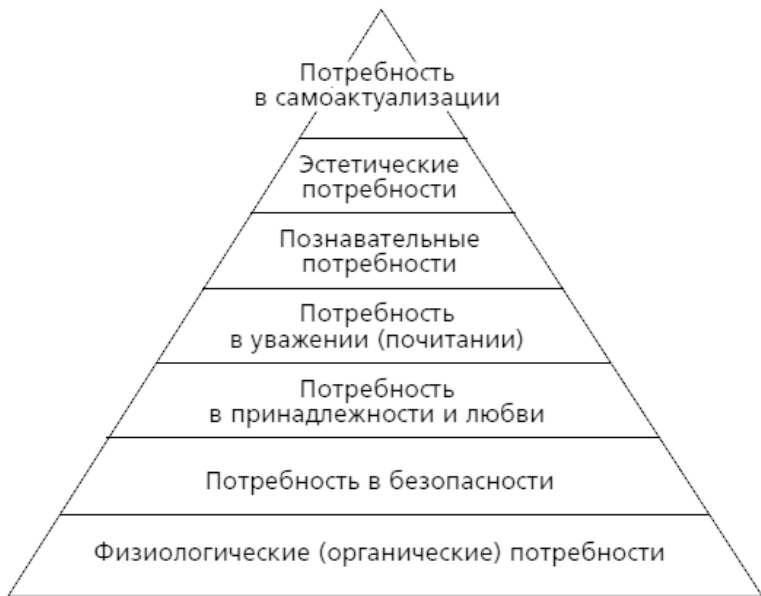 Потребность
в самоактуализации
Эстетические
потребности
Познавательные
потребности
Потребность
в уважении (почитании)
Потребность
в принадлежности и любви
Потребность в безопасности
Физиологические (органические) потребности